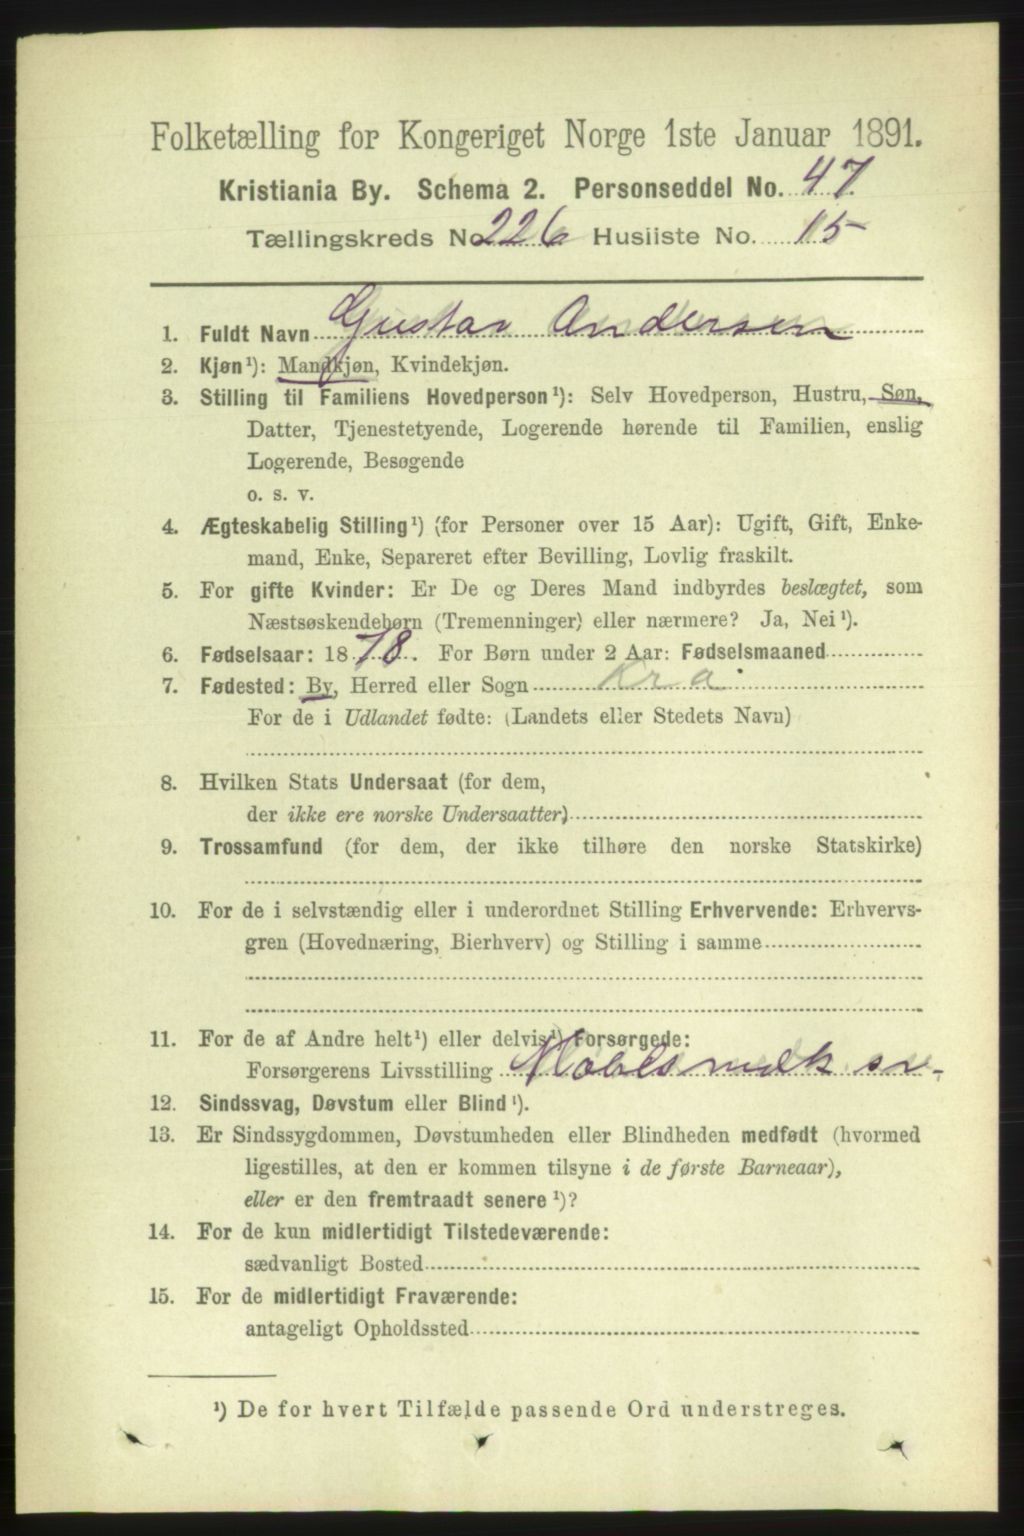 Folketælling for Kongeriget Norge 1ste Januar 1891.
Kristiania By. Schema 2. Personseddel No. 47
Tællingskreds No 226 Husliste No. 15
1. Fuldt Navn Gustav Andersen
2. Kjøn¹): Mandkjøn, Kvindekjøn.
3. Stilling til Familiens Hovedperson¹): Selv Hovedperson, Hustru, Søn,
Datter, Tjenestetyende, Logerende hørende til Familien, enslig
Logerende, Besøgende
o. s. v.
4. Ægteskabelig Stilling¹) (for Personer over 15 Aar): Ugift, Gift, Enke-
mand, Enke, Separeret efter Bevilling, Lovlig fraskilt.
5. For gifte Kvinder: Er De og Deres Mand indbyrdes beslægtet, som
Næstsøskendebørn (Tremenninger) eller nærmere? Ja, Nei¹).
6. Fødselsaar: 1878. For Børn under 2 Aar: Fødselsmaaned
7. Fødested: By, Herred eller Sogn Kra
For de i Udlandet fødte: (Landets eller Stedets Navn)
8. Hvilken Stats Undersaat (for dem,
der ikke ere norske Undersaatter)
9. Trossamfund (for dem, der ikke tilhøre den norske Statskirke)
10. For de i selvstændig eller i underordnet Stilling Erhvervende: Erhvervs-
gren (Hovednæring, Bierhverv) og Stilling i samme
11. For de af Andre helt¹) eller delvis¹) Forsørgede:
Forsørgerens Livsstilling
12. Sindssvag, Døvstum eller Blind¹).
13. Er Sindssygdommen, Døvstumheden eller Blindheden medfødt (hvormed
ligestilles, at den er kommen tilsyne i de første Barneaar),
eller er den fremtraadt senere¹)?
14. For de kun midlertidigt Tilstedeværende:
sædvanligt Bosted
15. For de midlertidigt Fraværende:
antageligt Opholdssted
¹) De for hvert Tilfælde passende Ord understreges.